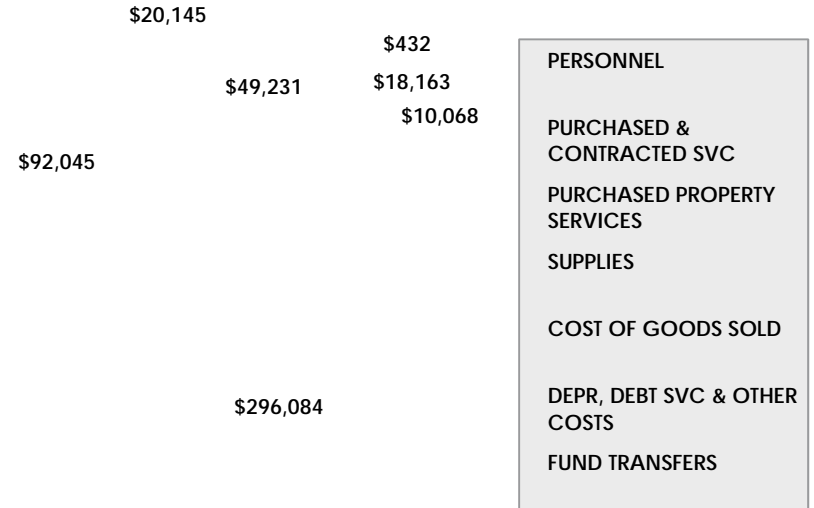 $20,145
$432
$49,231
$18,163
$10,068
$92,045
$296,084
PERSONNEL
PURCHASED &
CONTRACTED SVC
PURCHASED PROPERTY
SERVICES
SUPPLIES
COST OF GOODS SOLD
DEPR, DEBT SVC & OTHER
COSTS
FUND TRANSFERS